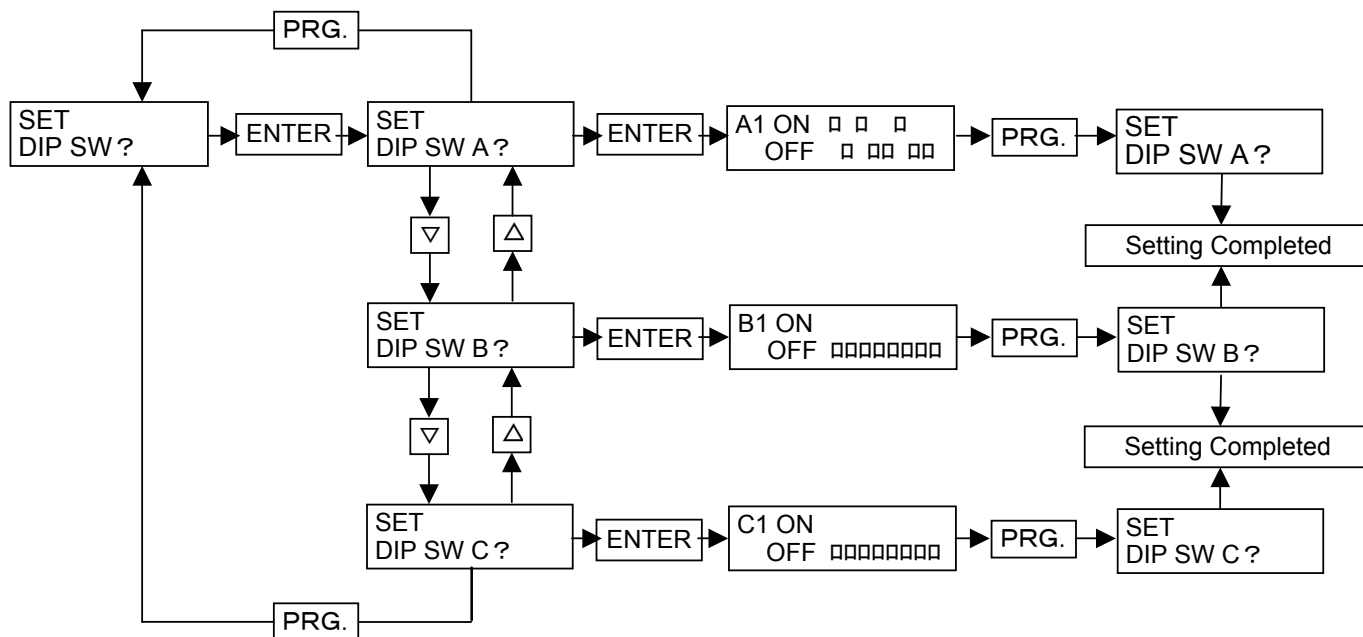 PRG.
SET
DIP SW?
ENTER
SET
DIP SW A?
ENTER
A1 ON
OFF
PRG.
SET
DIP SW A?
▽
△
Setting Completed
SET
DIP SW B?
ENTER
B1 ON
OFF
PRG.
SET
DIP SW B?
▽
△
Setting Completed
SET
DIP SW C?
ENTER
C1 ON
OFF
PRG.
SET
DIP SW C?
PRG.